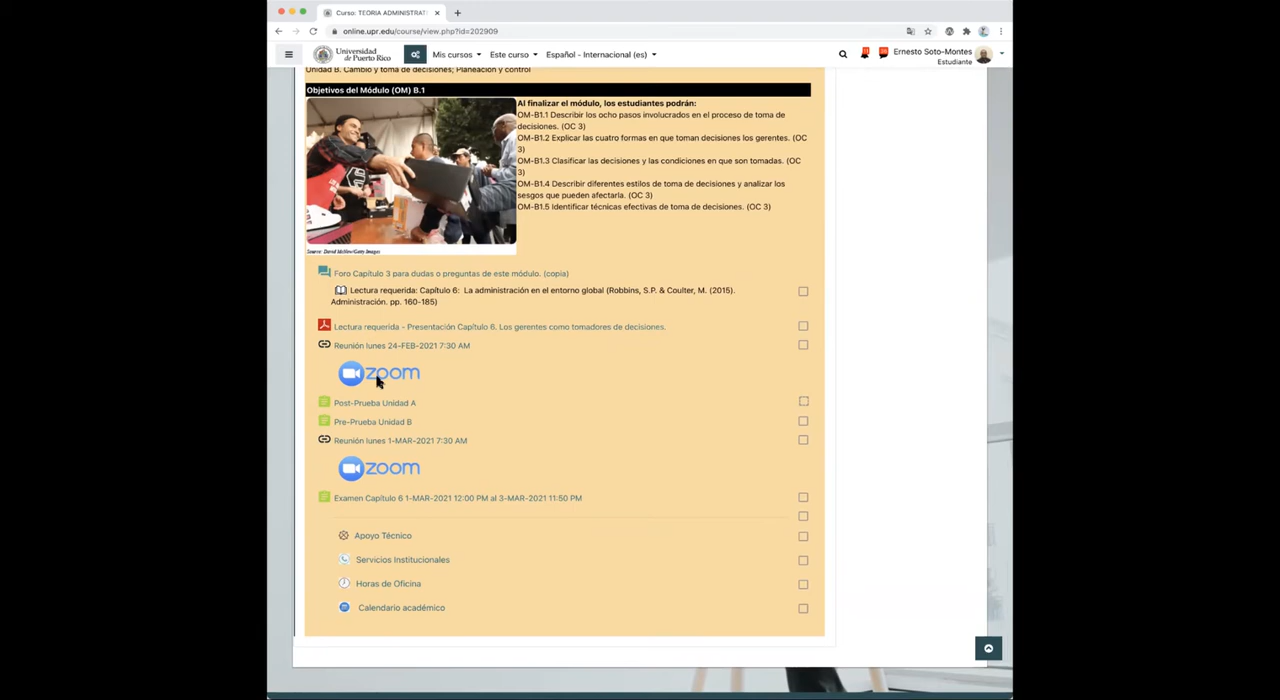 Curso: TEORIA ADMINISTRAT
online.upr.edu/course/view.php?id=202909
Universidad de Puerto Rico
Mis cursos
Este curso
Español - Internacional (es)
Ernesto Soto-Montes
Estudiante
Unidad B. Cambio y toma de decisiones; Planeación y control
Objetivos del Módulo (OM) B.1
Al finalizar el módulo, los estudiantes podrán:
OM-B1.1 Describir los ocho pasos involucrados en el proceso de toma de
decisiones. (OC 3)
OM-B1.2 Explicar las cuatro formas en que toman decisiones los gerentes. (OC
3)
OM-B1.3 Clasificar las decisiones y las condiciones en que son tomadas. (OC
3)
OM-B1.4 Describir diferentes estilos de toma de decisiones y analizar los
sesgos que pueden afectarla. (OC 3)
OM-B1.5 Identificar técnicas efectivas de toma de decisiones. (OC 3)
Foro Capítulo 3 para dudas o preguntas de este módulo. (copia)
Lectura requerida: Capítulo 6: La administración en el entorno global (Robbins, S.P. & Coulter, M. (2015).
Administración. pp. 160-185)
Lectura requerida - Presentación Capítulo 6. Los gerentes como tomadores de decisiones.
Reunión lunes 24-FEB-2021 7:30 AM
zoom
Post-Prueba Unidad A
Pre-Prueba Unidad B
Reunión lunes 1-MAR-2021 7:30 AM
zoom
Examen Capítulo 6 1-MAR-2021 12:00 PM al 3-MAR-2021 11:50 PM
Apoyo Técnico
Servicios Institucionales
Horas de Oficina
Calendario académico